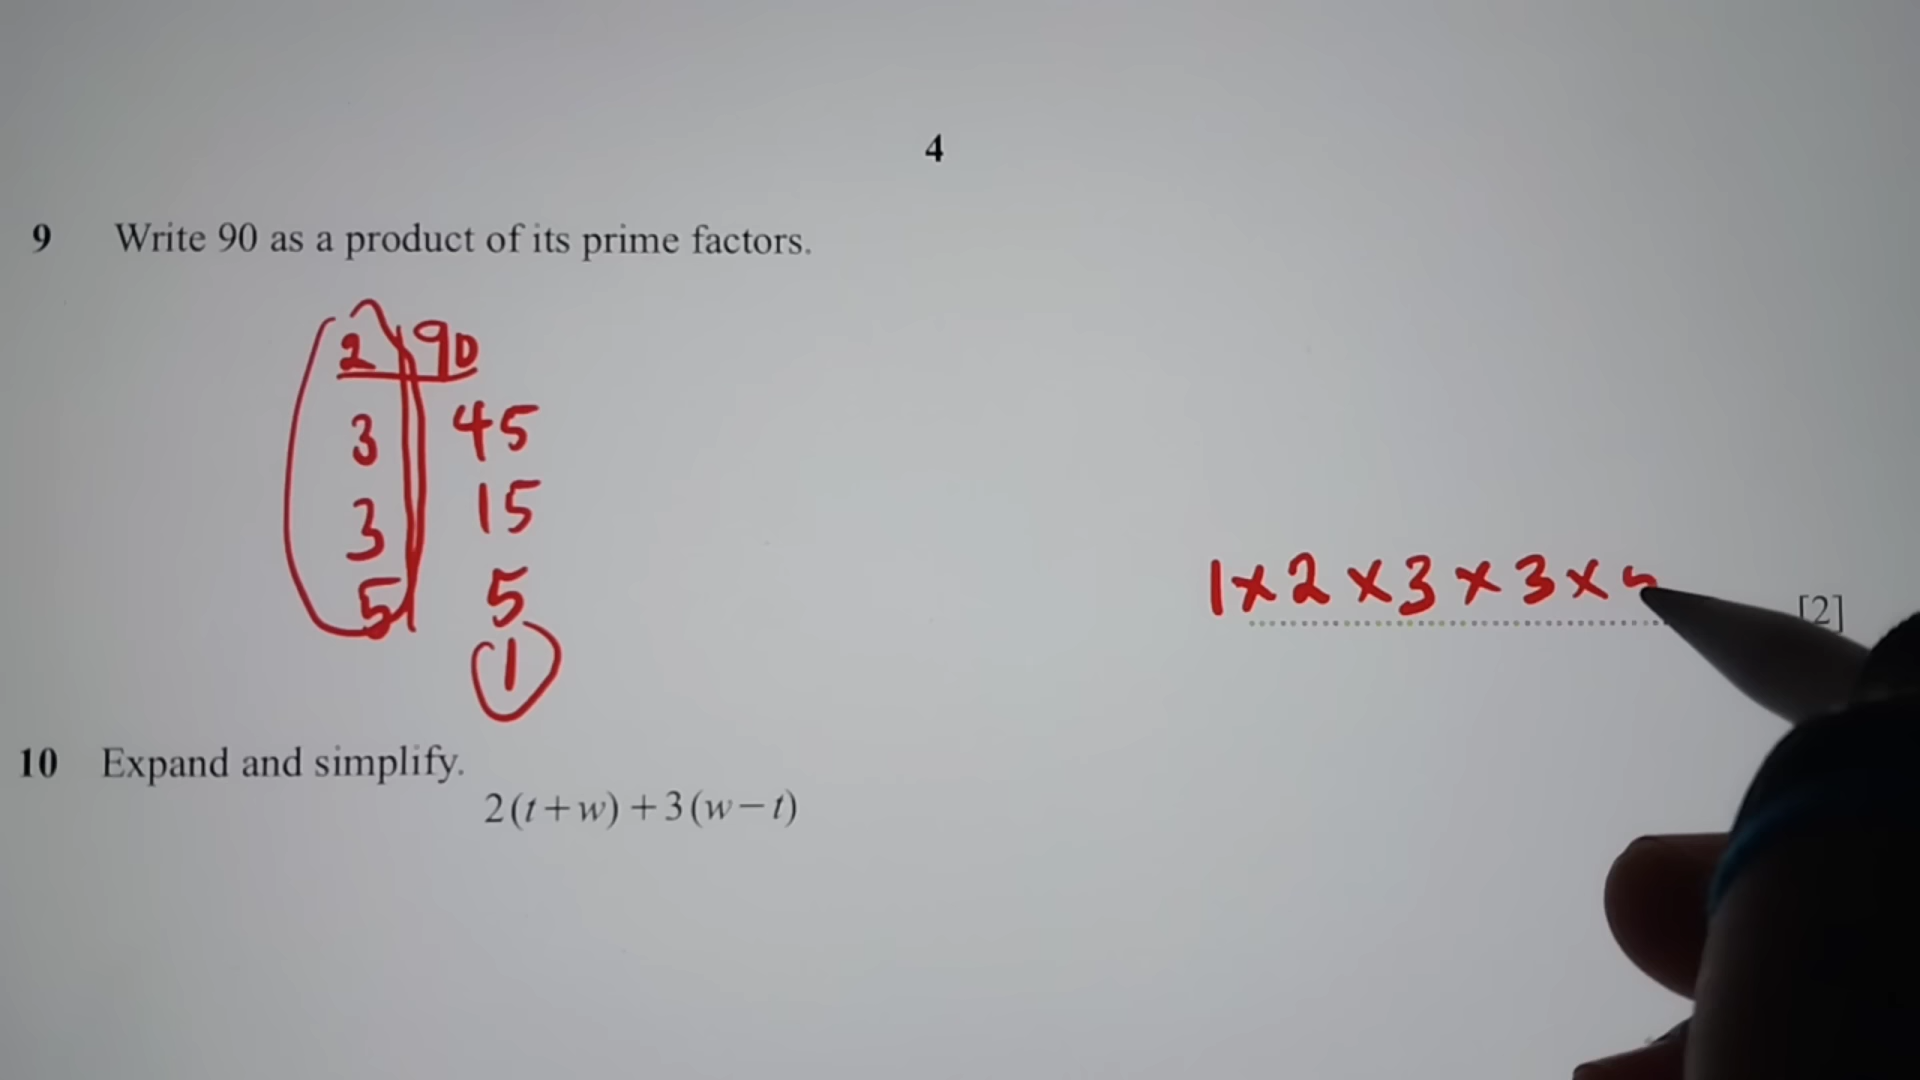 4
9 Write 90 as a product of its prime factors.
2 90
3 45
3 15
5 5
1
1 × 2 × 3 × 3 × 5
[2]
10 Expand and simplify.
2(t+w)+3(w−t)